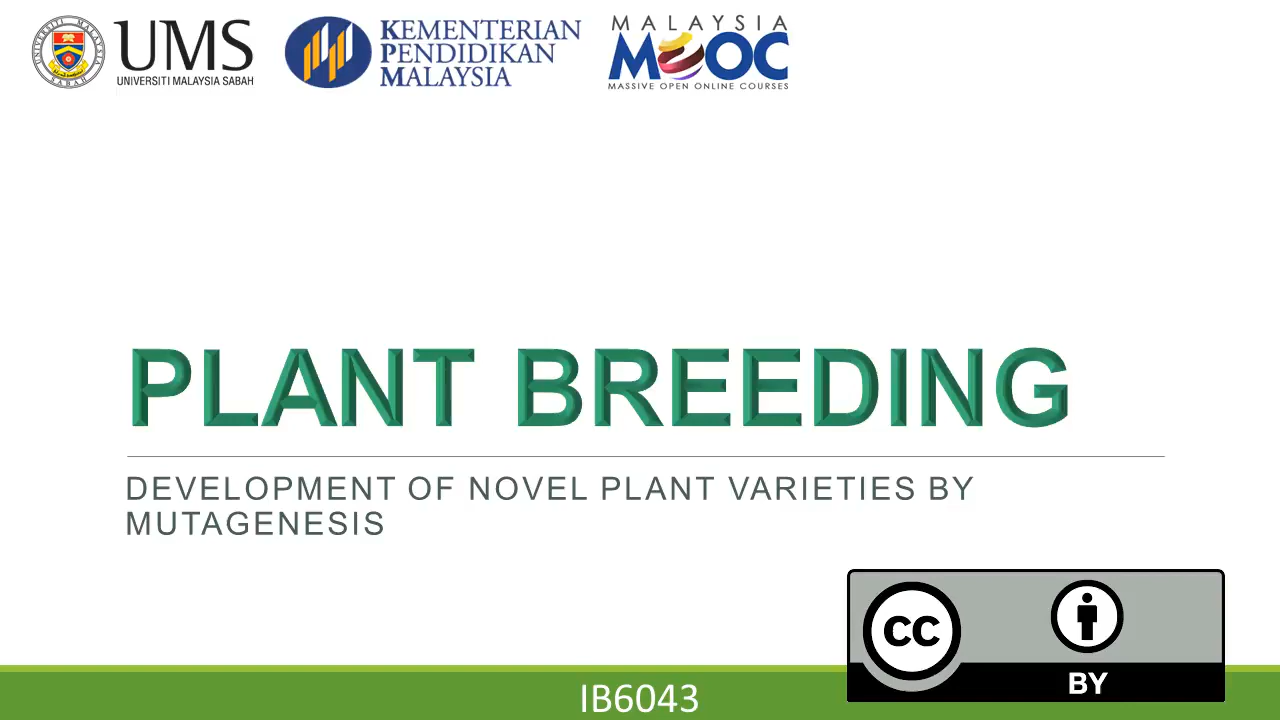 UMS
UNIVERSITI MALAYSIA SABAH
KEMENTERIAN
PENDIDIKAN
MALAYSIA
MALAYSIA
MOOC
MASSIVE OPEN ONLINE COURSES
PLANT BREEDING
DEVELOPMENT OF NOVEL PLANT VARIETIES BY
MUTAGENESIS
CC
BY
IB6043